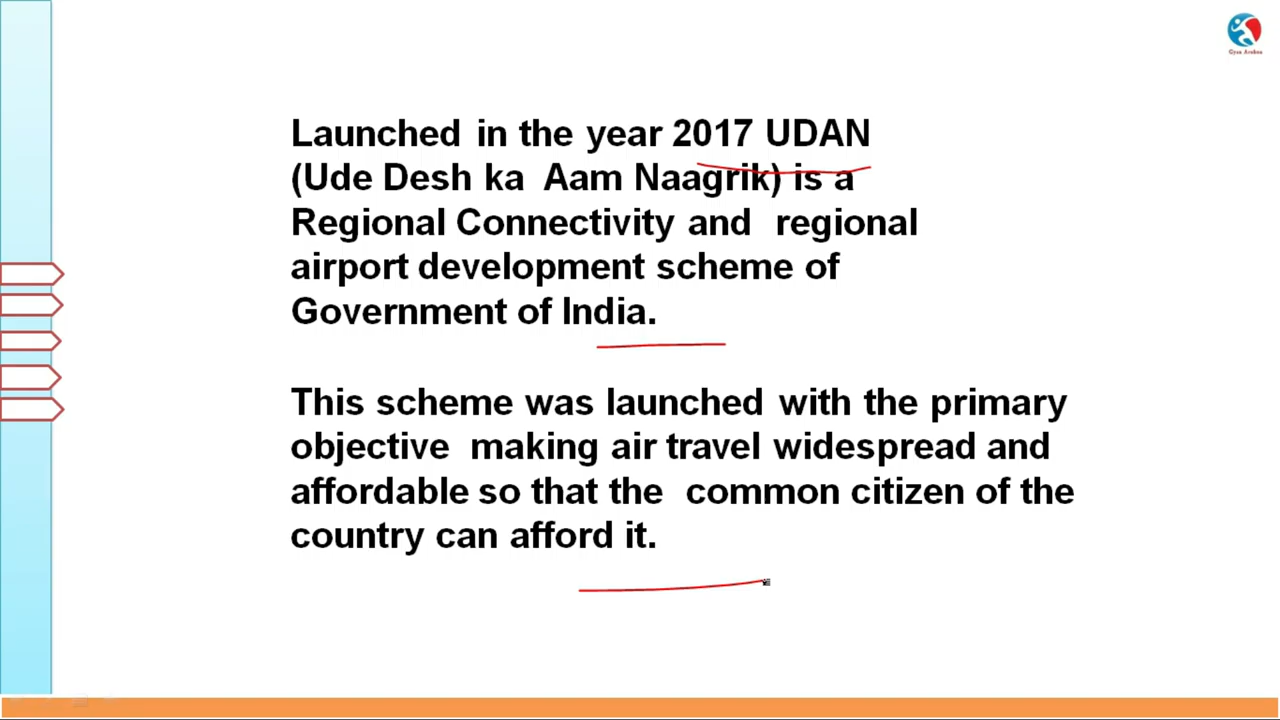 Launched in the year 2017 UDAN
(Ude Desh ka Aam Naagrik) is a
Regional Connectivity and regional
airport development scheme of
Government of India.
This scheme was launched with the primary
objective making air travel widespread and
affordable so that the common citizen of the
country can afford it.